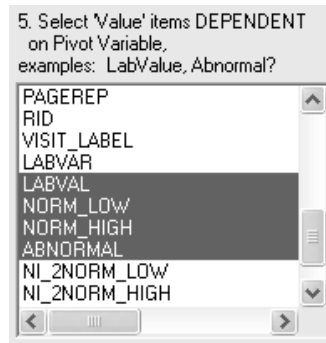 5. Select 'Value' items DEPENDENT
on Pivot Variable,
examples: LabValue, Abnormal?
PAGEREP
RID
VISIT_LABEL
LABVAR
LABVAL
NORM_LOW
NORM_HIGH
ABNORMAL
NI_2NORM_LOW
NI_2NORM_HIGH